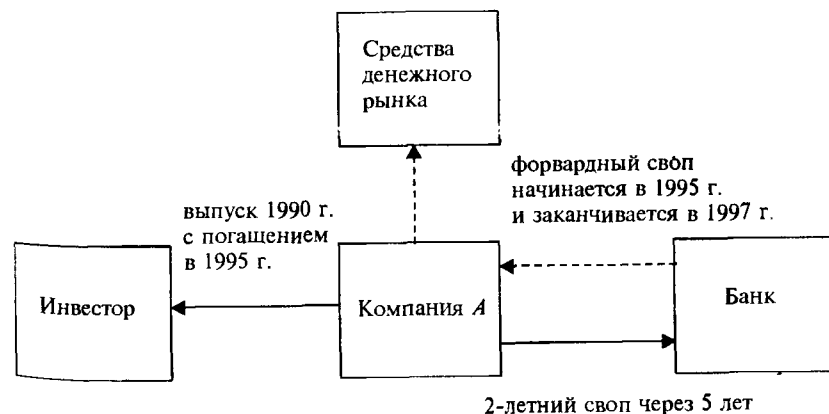 Средства
денежного
рынка
форвардный своп
начинается в 1995 г.
и заканчивается в 1997 г.
выпуск 1990 г.
с погащением
в 1995 г.
Инвестор
Компания А
Банк
2-летний своп через 5 лет